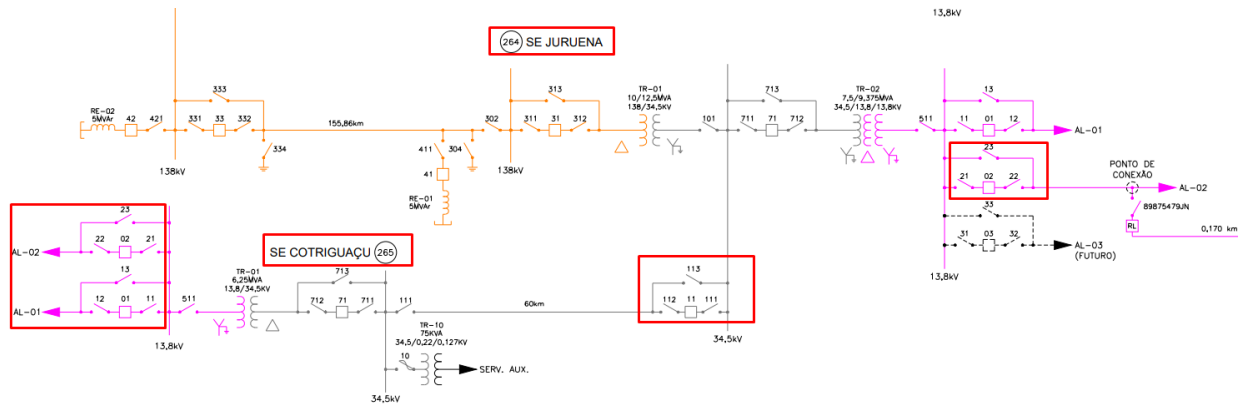 13,8kV
264 SE JURUENA
333
RE-02
5MVAr
42
421
331
33
332
334
155,86km
138kV
411
304
41
RE-01
5MVAr
302
138kV
313
311
31
312
TR-01
10/12,5MVA
138/34,5KV
101
713
711
71
712
TR-02
7,5/9,375MVA
34,5/13,8/13,8KV
511
13
11
01
12
AL-01
23
21
02
22
PONTO DE
CONEXÃO
AL-02
89875479JN
RL
0,170 km
33
31
03
32
AL-03
(FUTURO)
13,8kV
23
22
02
21
AL-02
13
12
01
11
AL-01
511
13,8kV
SE COTRIGUAÇU 265
TR-01
6,25MVA
13,8/34,5KV
713
712
71
711
111
60km
113
112
11
111
34,5kV
TR-10
75KVA
34,5/0,22/0,127KV
10
SERV. AUX.
34,5kV